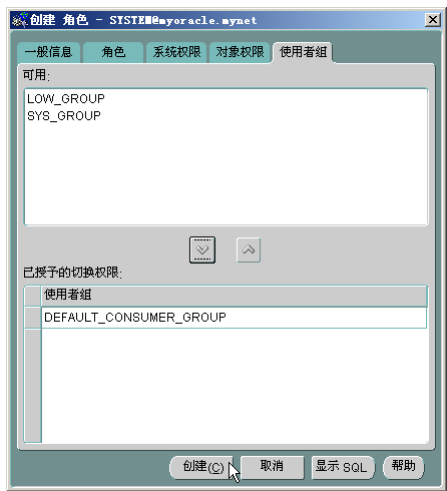 创建 角色 - SYSTEM@myoracle.mynet
一般信息 角色 系统权限 对象权限 使用者组
可用:
LOW_GROUP
SYS_GROUP
已授予的切换权限:
使用者组
DEFAULT_CONSUMER_GROUP
创建(C) 取消 显示 SQL 帮助